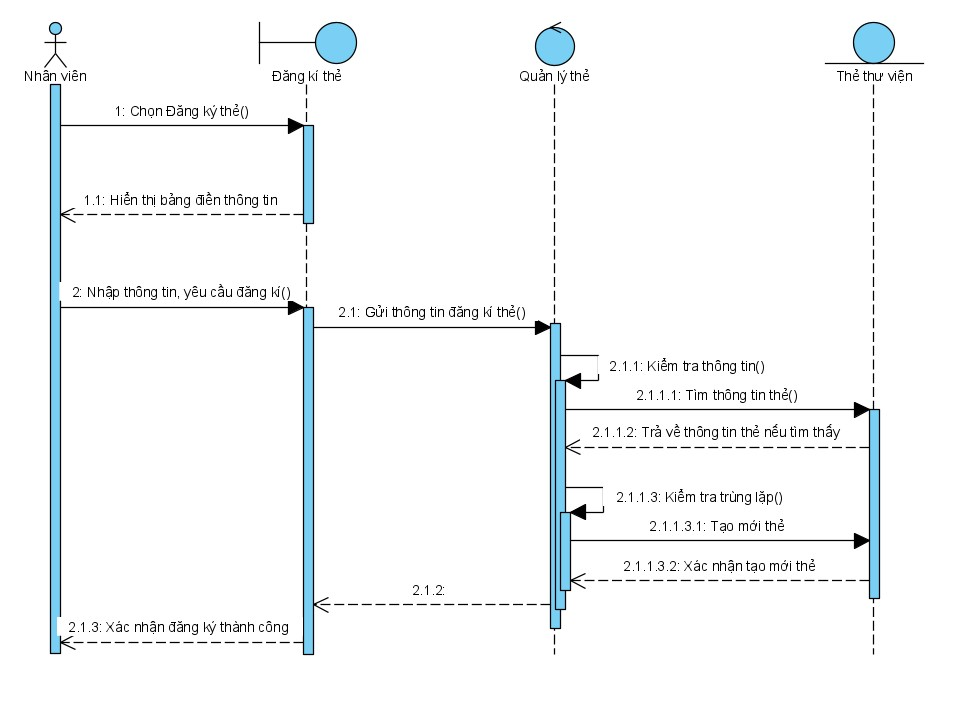 Nhân viên
Đăng kí thẻ
Quản lý thẻ
Thẻ thư viện
1: Chọn Đăng ký thẻ()
1.1: Hiển thị bảng điền thông tin
2: Nhập thông tin, yêu cầu đăng kí()
2.1: Gửi thông tin đăng kí thẻ()
2.1.1: Kiểm tra thông tin()
2.1.1.1: Tìm thông tin thẻ()
2.1.1.2: Trả về thông tin thẻ nếu tìm thấy
2.1.1.3: Kiểm tra trùng lặp()
2.1.1.3.1: Tạo mới thẻ
2.1.1.3.2: Xác nhận tạo mới thẻ
2.1.2:
2.1.3: Xác nhận đăng ký thành công